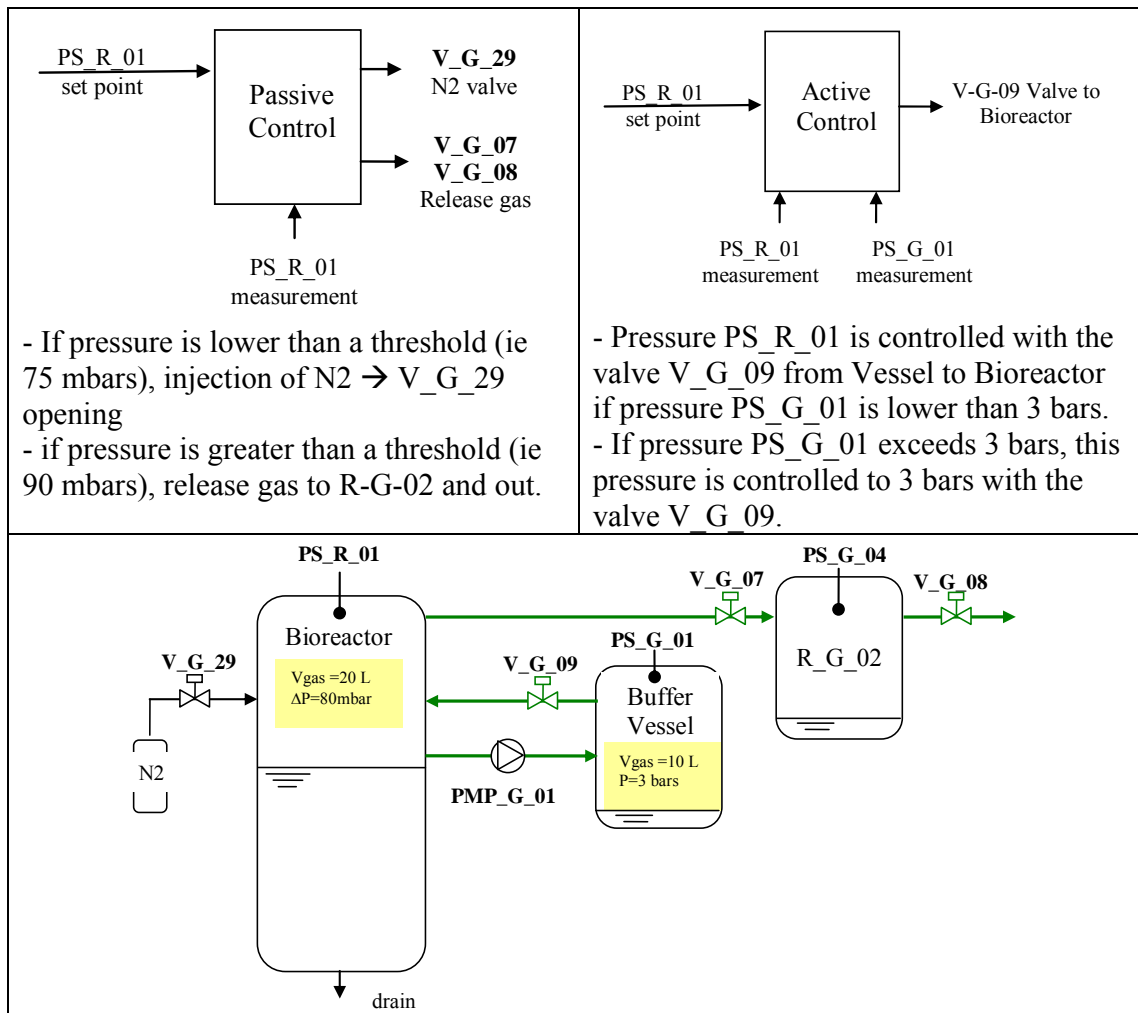 PS_R_01
set point
Passive
Control
V_G_29
N2 valve
V_G_07
V_G_08
Release gas
PS_R_01
measurement
- If pressure is lower than a threshold (ie
75 mbars), injection of N2 → V_G_29
opening
- if pressure is greater than a threshold (ie
90 mbars), release gas to R-G-02 and out.
PS_R_01
set point
Active
Control
V-G-09 Valve to
Bioreactor
PS_R_01
measurement
PS_G_01
measurement
- Pressure PS_R_01 is controlled with the
valve V_G_09 from Vessel to Bioreactor
if pressure PS_G_01 is lower than 3 bars.
- If pressure PS_G_01 exceeds 3 bars, this
pressure is controlled to 3 bars with the
valve V_G_09.
PS_R_01
PS_G_04
V_G_07
V_G_08
Bioreactor
PS_G_01
R_G_02
V_G_29
V_G_09
Vgas =20 L
ΔP=80mbar
Buffer
Vessel
Vgas =10 L
P=3 bars
N2
PMP_G_01
drain